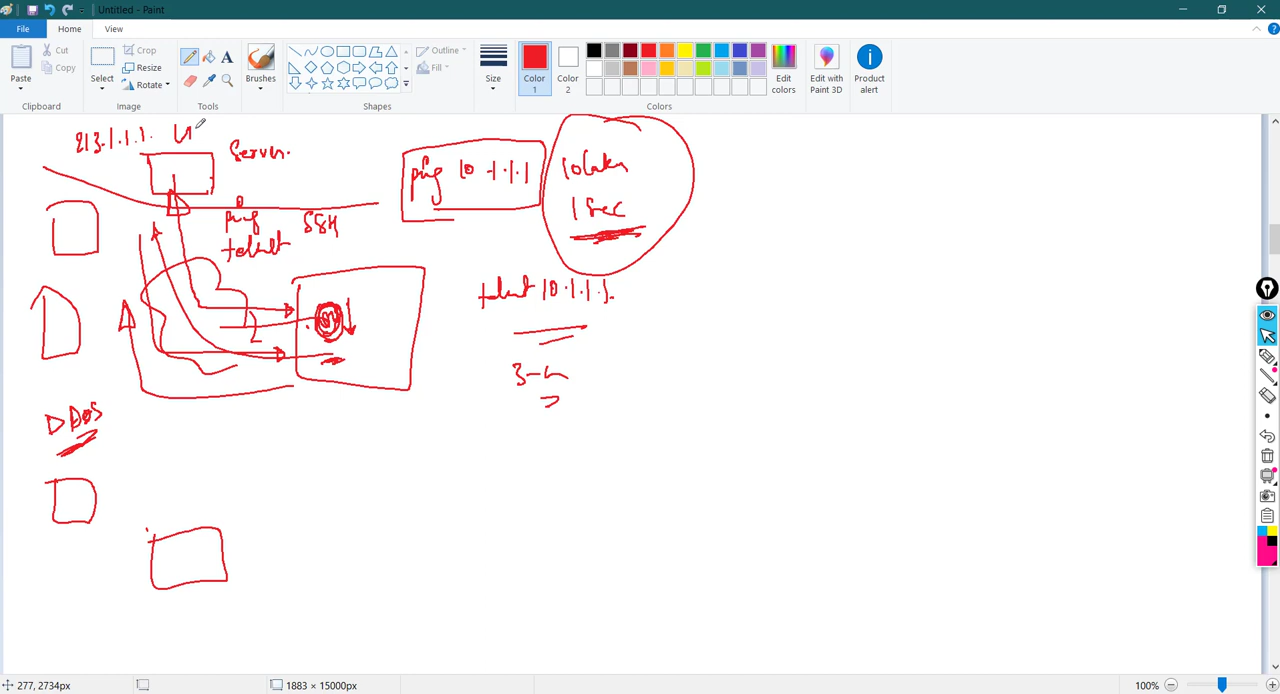 Untitled - Paint
File
Home
View
Paste
Cut
Copy
Clipboard
Select
Crop
Resize
Rotate
Image
Tools
Brushes
Shapes
Outline
Fill
Size
Color 1
Color 2
Edit colors
Colors
Edit with Paint 3D
Product alert
213.1.1.1.
Server.
ping
SSH
telnet
ping 10.1.1.1
1 Sec
telnet 10.1.1.1.
DDOS
277, 2734px
1883 × 15000px
100%